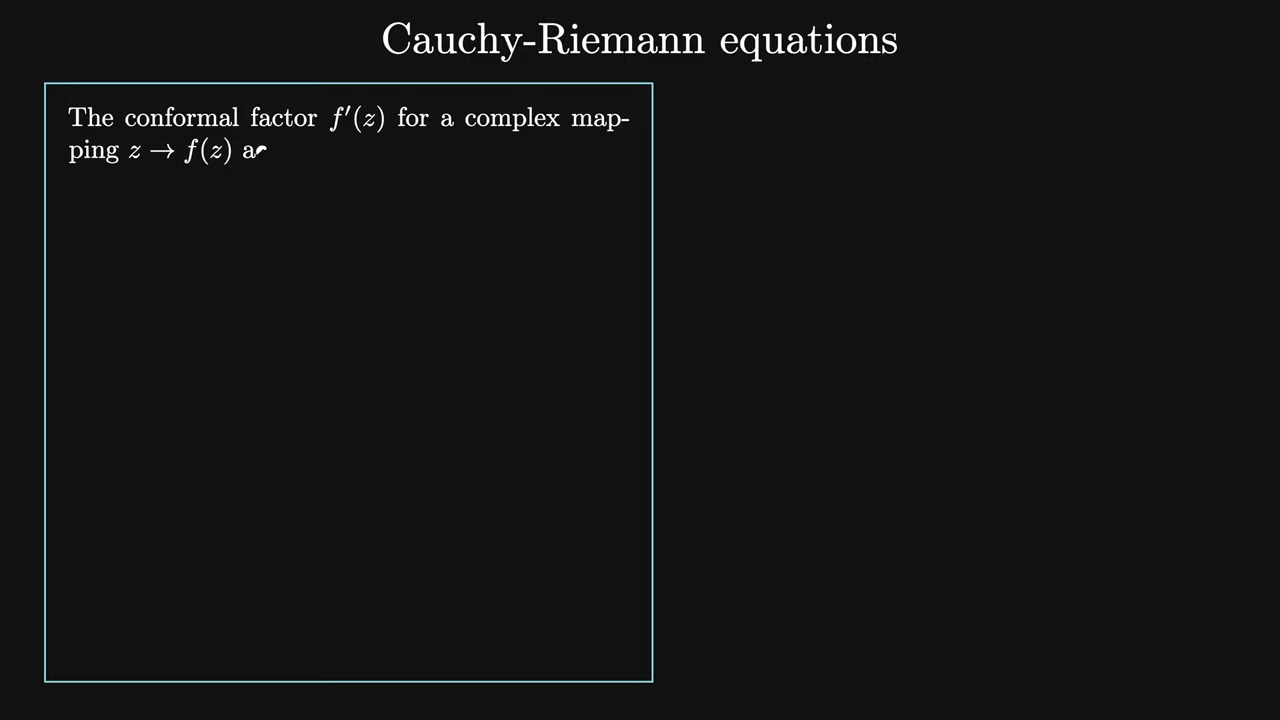 Cauchy-Riemann equations
The conformal factor f′(z) for a complex map-
ping z → f(z)